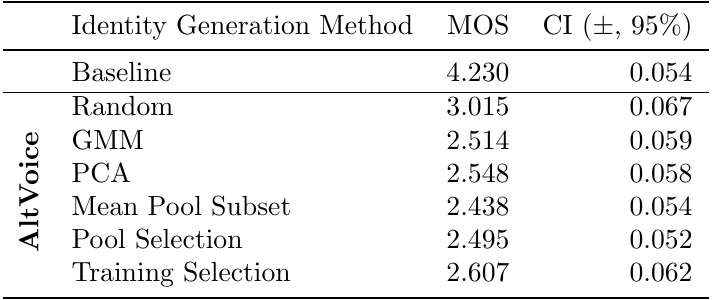 Identity Generation Method MOS CI (±, 95%)
Baseline 4.230 0.054
AltVoice
Random 3.015 0.067
GMM 2.514 0.059
PCA 2.548 0.058
Mean Pool Subset 2.438 0.054
Pool Selection 2.495 0.052
Training Selection 2.607 0.062